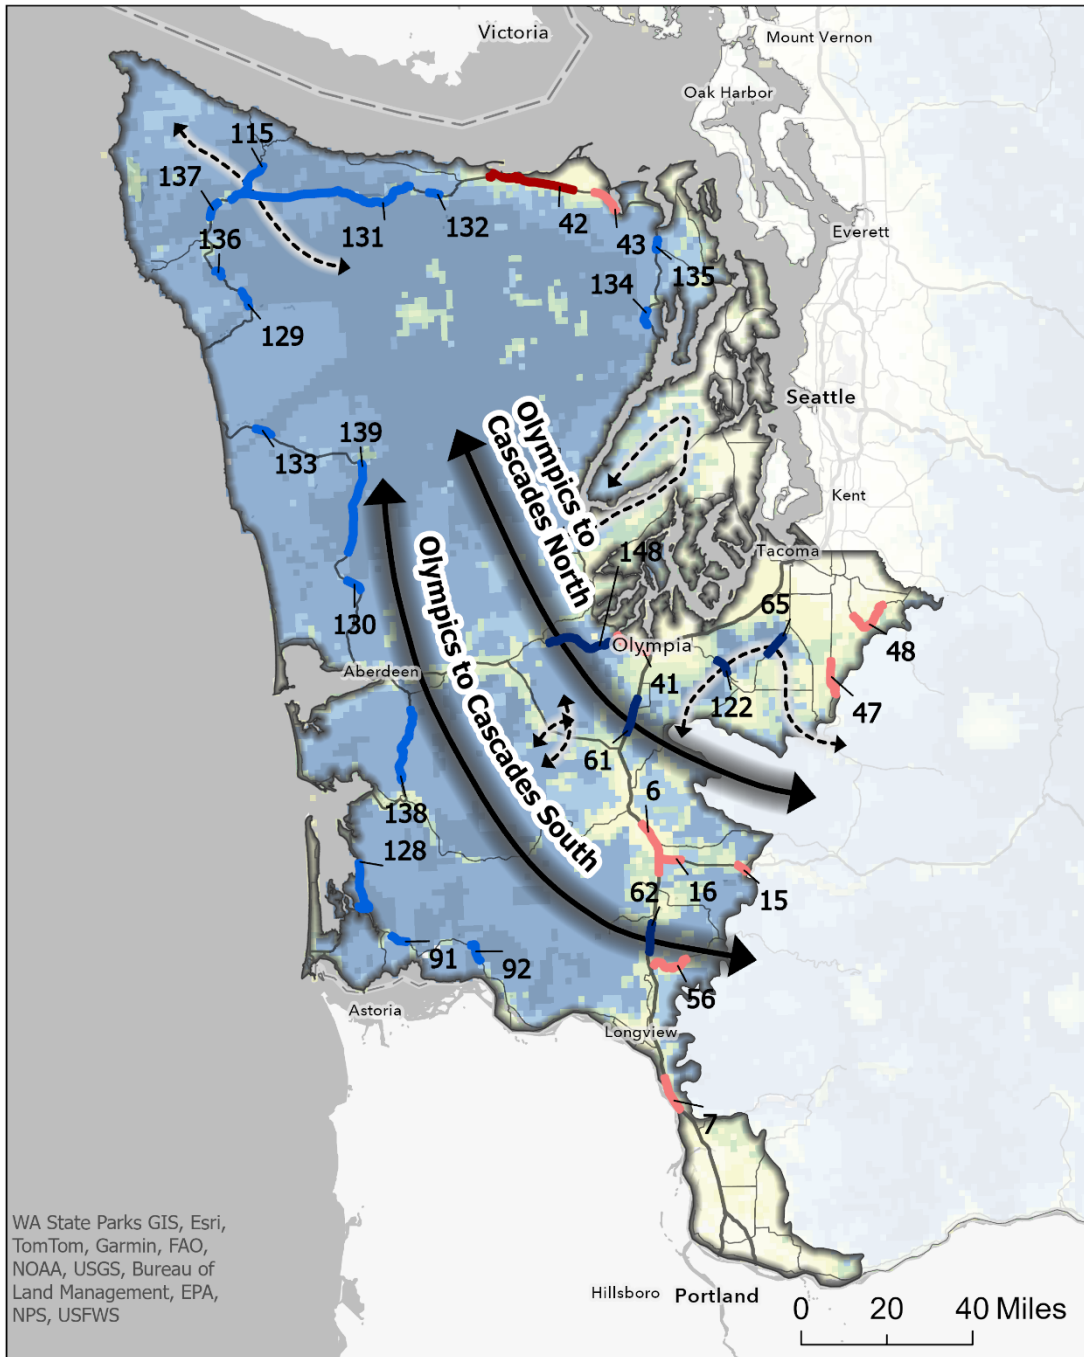 Victoria
Mount Vernon
Oak Harbor
115
137
42
43
136
131
132
Everett
134
135
129
Seattle
Olympics to
Cascades North
139
133
Kent
148
Tacoma
Olympics to Cascades South
65
130
Olympia
48
Aberdeen
41
122
47
61
6
138
128
62
16
15
91
92
56
Astoria
Longview
7
WA State Parks GIS, Esri,
TomTom, Garmin, FAO,
NOAA, USGS, Bureau of
Land Management, EPA,
NPS, USFWS
Hillsboro
Portland
0 20 40 Miles